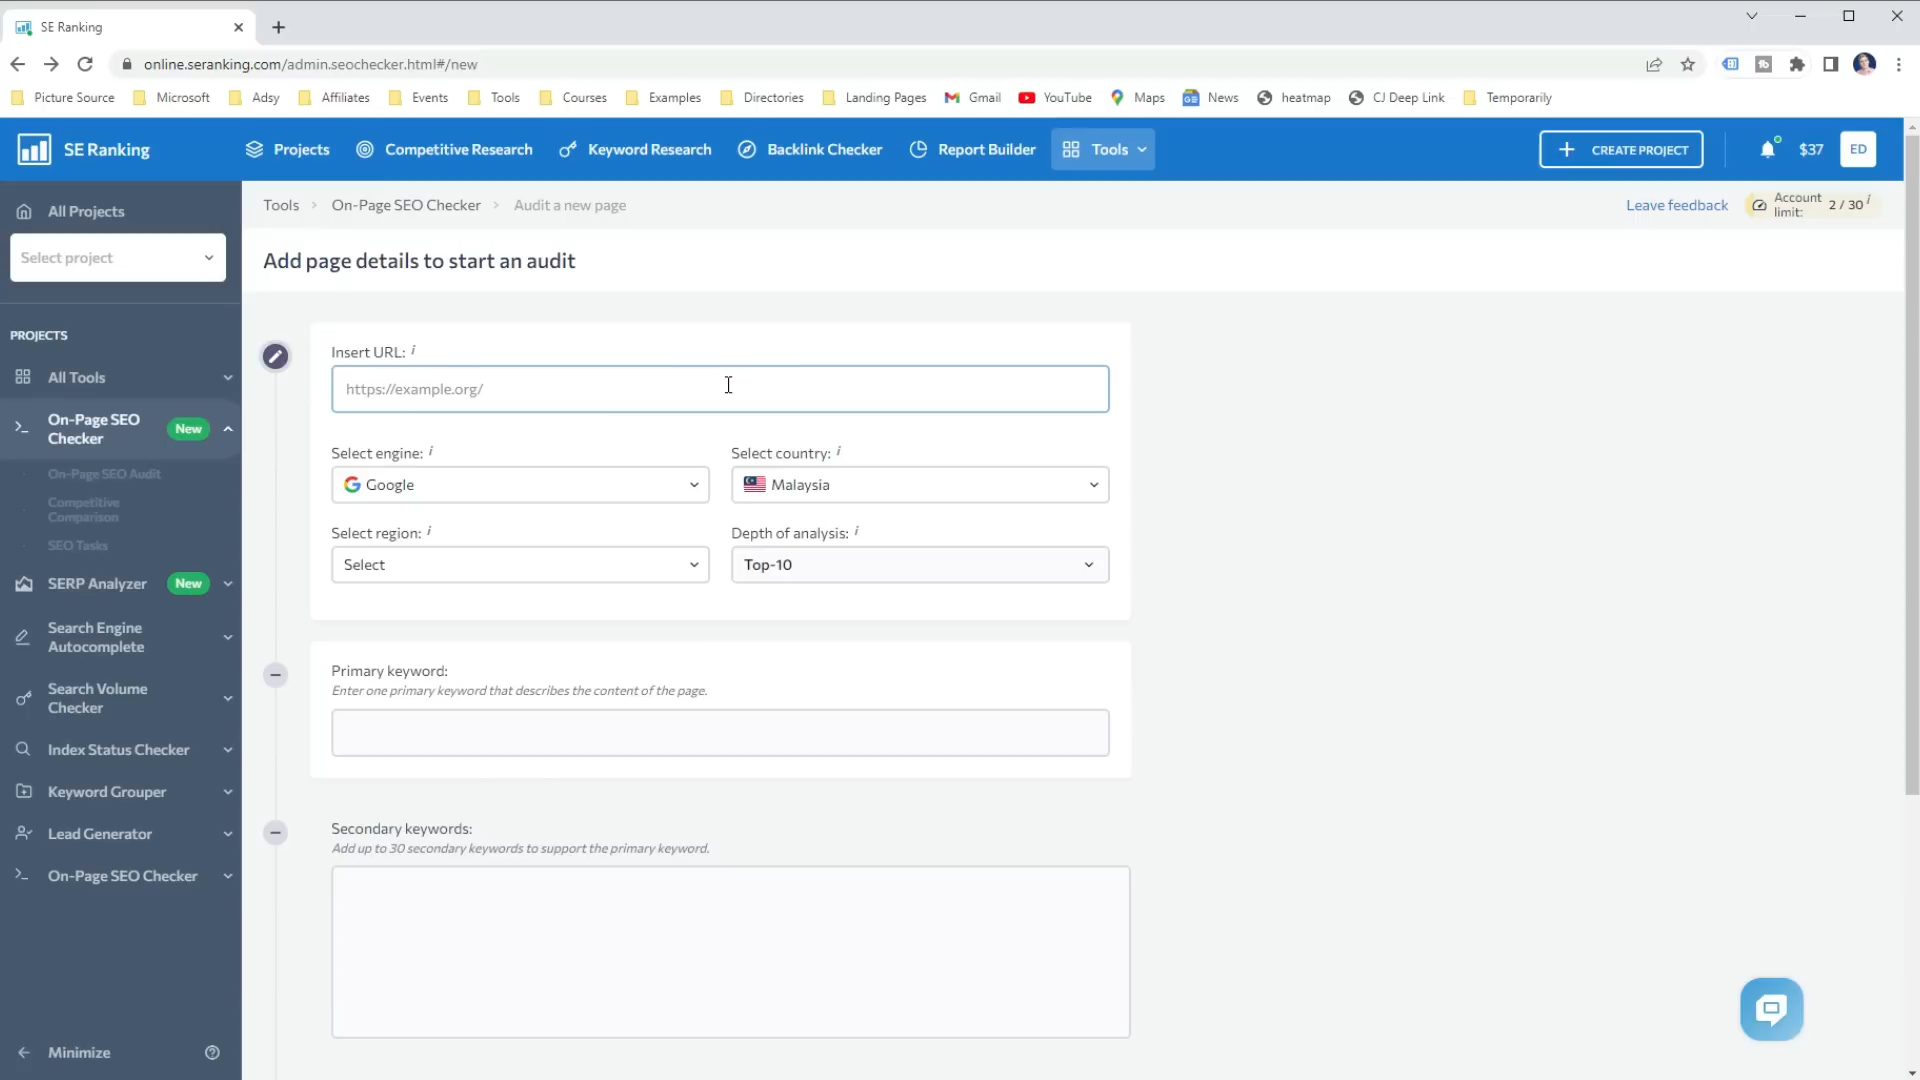 SE Ranking
online.seranking.com/admin.seochecker.html#/new
Picture Source
Microsoft
Adsy
Affiliates
Events
Tools
Courses
Examples
Directories
Landing Pages
Gmail
YouTube
Maps
News
heatmap
CJ Deep Link
Temporarily
SE Ranking
Projects
Competitive Research
Keyword Research
Backlink Checker
Report Builder
Tools
CREATE PROJECT
$37
ED
All Projects
Select project
PROJECTS
All Tools
On-Page SEO
Checker
New
On-Page SEO Audit
Competitive
Comparison
SEO Tasks
SERP Analyzer
New
Search Engine
Autocomplete
Search Volume
Checker
Index Status Checker
Keyword Grouper
Lead Generator
On-Page SEO Checker
Minimize
Tools > On-Page SEO Checker > Audit a new page
Leave feedback
Account
limit:
2 / 30 i
Add page details to start an audit
Insert URL: i
https://example.org/
Select engine: i
Google
Select country: i
Malaysia
Select region: i
Select
Depth of analysis: i
Top-10
Primary keyword:
Enter one primary keyword that describes the content of the page.
Secondary keywords:
Add up to 30 secondary keywords to support the primary keyword.